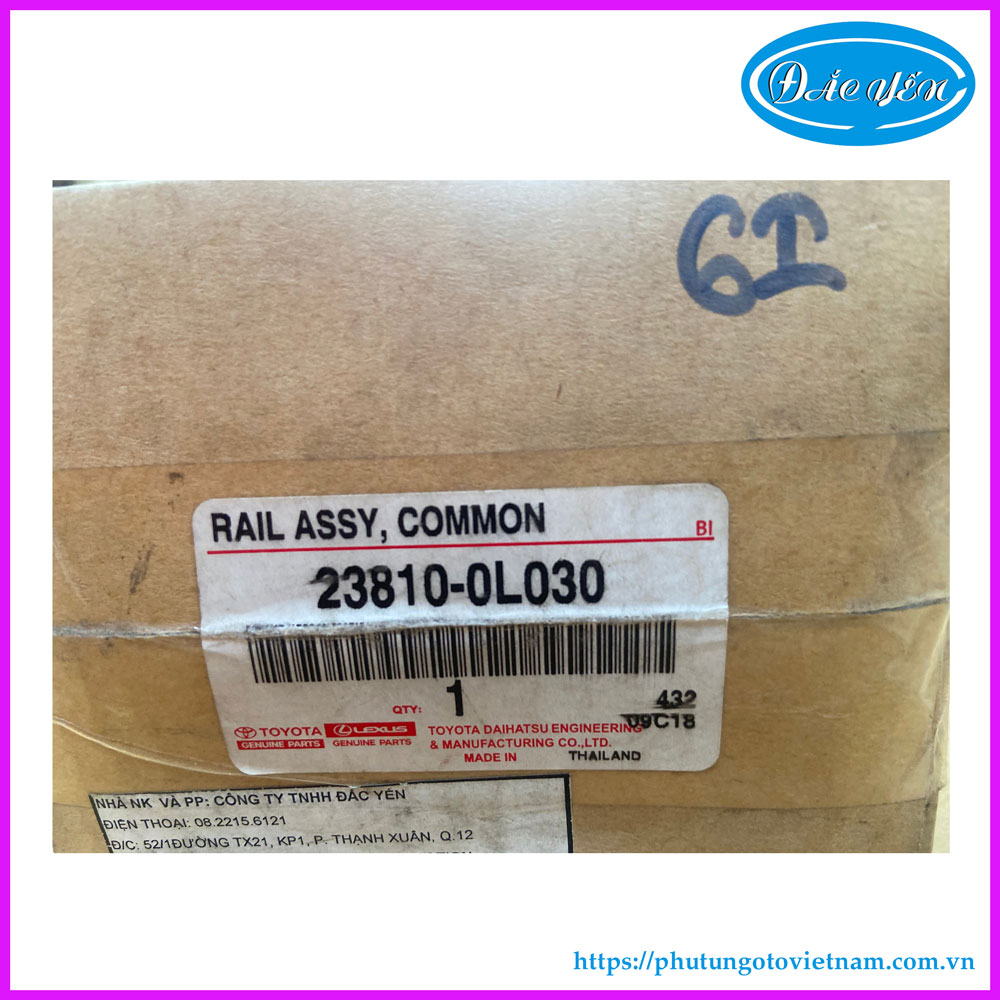 ĐẮC YẾN
6I
RAIL ASSY, COMMON
BI
23810-0L030
QTY: 1
432
09C18
TOYOTA
GENUINE PARTS
LEXUS
GENUINE PARTS
TOYOTA DAIHATSU ENGINEERING
& MANUFACTURING CO.,LTD.
MADE IN THAILAND
NHÀ NK VÀ PP: CÔNG TY TNHH ĐẮC YẾN
ĐIỆN THOẠI: 08.2215.6121
Đ/C: 52/1ĐƯỜNG TX21, KP1, P. THẠNH XUÂN, Q.12
https://phutungotovietnam.com.vn